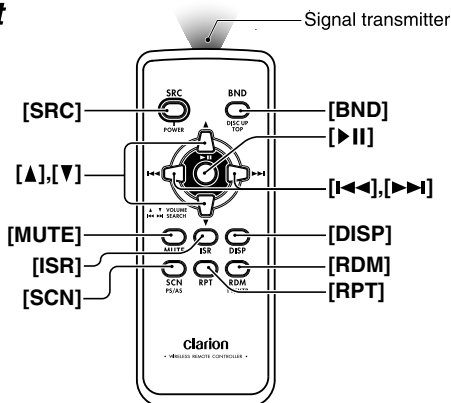 t
Signal transmitter
SRC
BND
[SRC]
[BND]
POWER
DISC UP
TOP
[▶II]
▲
▶II
[▲],[▼]
I◀◀
▶▶I
[I◀◀],[▶▶I]
▲ ▼ VOLUME
I◀◀ ▶▶I SEARCH
▼
[MUTE]
[DISP]
MUTE
ISR
DISP
[ISR]
[RDM]
[SCN]
[RPT]
SCN
RPT
RDM
PS/AS
clarion
• WIRELESS REMOTE CONTROLLER •